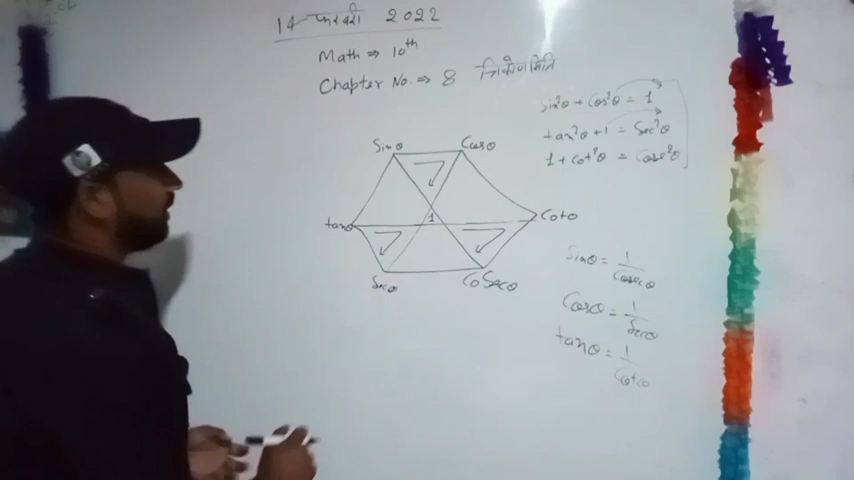 14 फरवरी 2022
Math ⇒ 10th
Chapter No. ⇒ 8 त्रिकोणमिति
Sin²θ + Cos²θ = 1
tan²θ + 1 = Sec²θ
1 + Cot²θ = Cosec²θ
Sinθ Cosθ
tanθ 1 Cotθ
Secθ CoSecθ
Sinθ = 1/Cosecθ
Cosθ = 1/Secθ
tanθ = 1/Cotθ